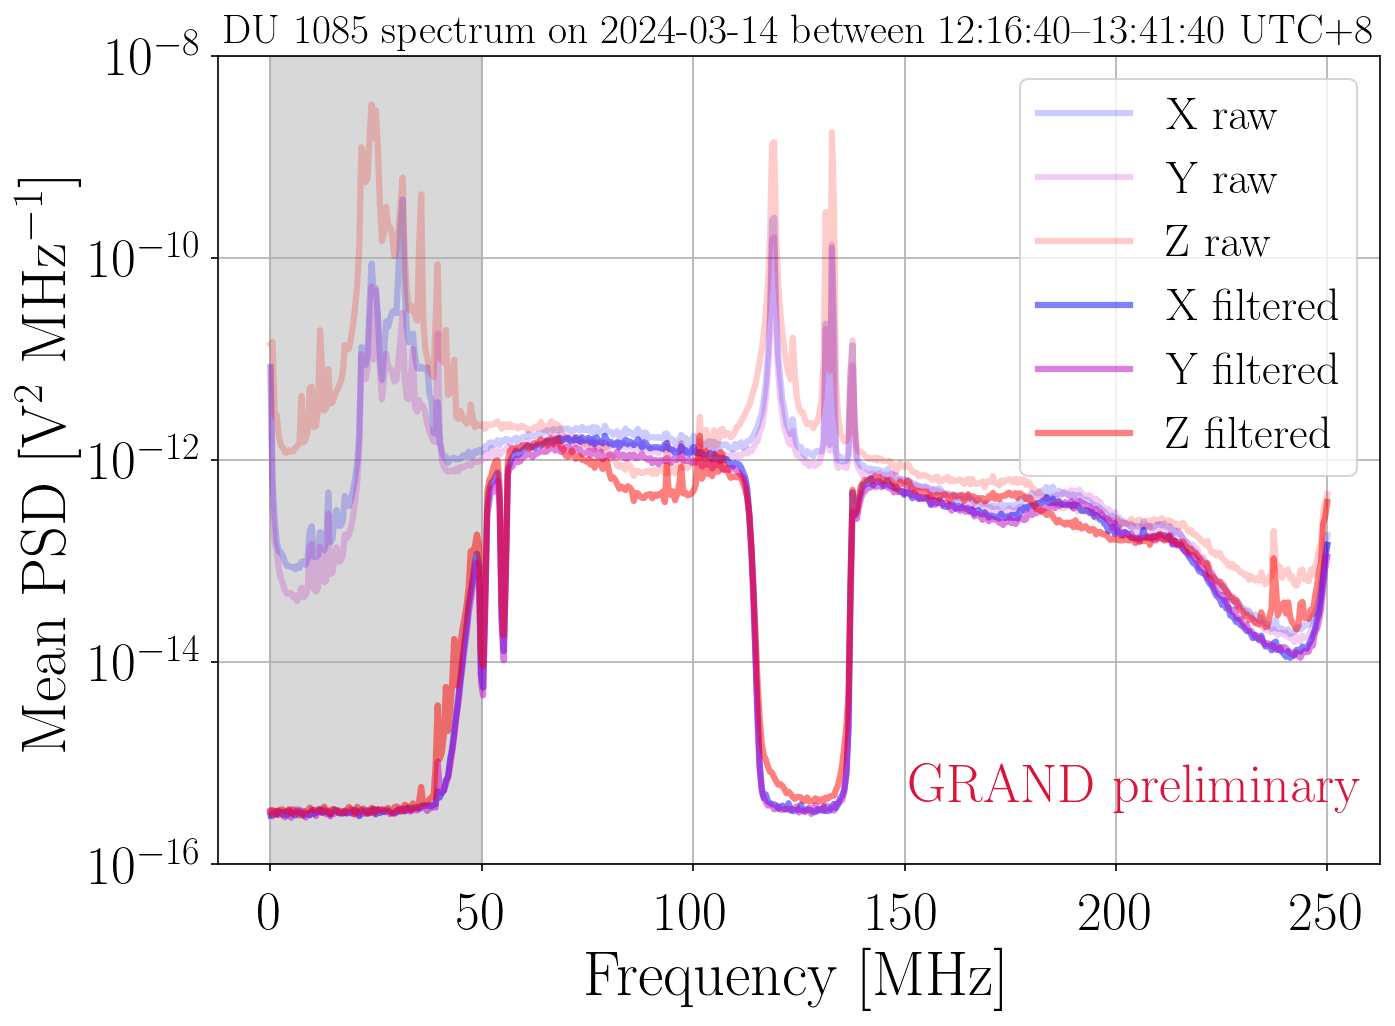 DU 1085 spectrum on 2024-03-14 between 12:16:40–13:41:40 UTC+8
10⁻⁸
10⁻¹⁰
10⁻¹²
10⁻¹⁴
10⁻¹⁶
Mean PSD [V² MHz⁻¹]
X raw
Y raw
Z raw
X filtered
Y filtered
Z filtered
GRAND preliminary
0 50 100 150 200 250
Frequency [MHz]